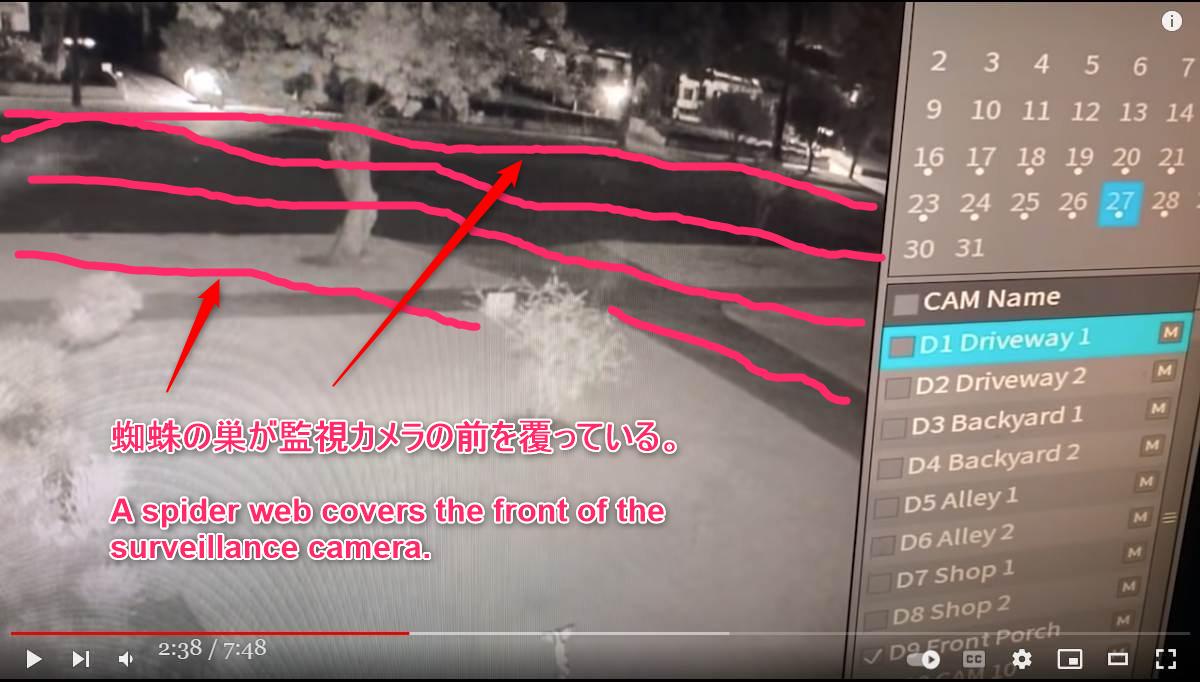 2 3 4 5 6 7
9 10 11 12 13 14
16 17 18 19 20 21
23 24 25 26 27 28
30 31
CAM Name
D1 Driveway 1 M
D2 Driveway 2 M
D3 Backyard 1 M
D4 Backyard 2 M
D5 Alley 1 M
D6 Alley 2 M
D7 Shop 1 M
D8 Shop 2 M
D9 Front Porch
CAM 10
蜘蛛の巣が監視カメラの前を覆っている。
A spider web covers the front of the
surveillance camera.
2:38 / 7:48
CC